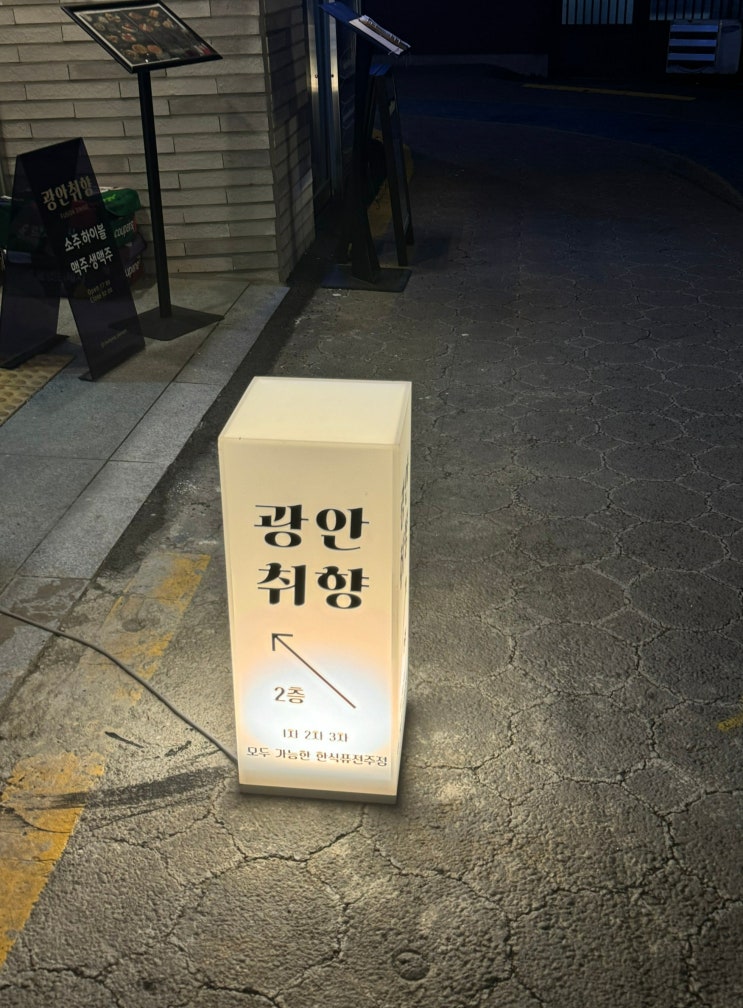 광안취향
소주·하이볼
맥주·생맥주
광안
취향
2층
1차 2차 3차
모두 가능한 한식퓨전주점